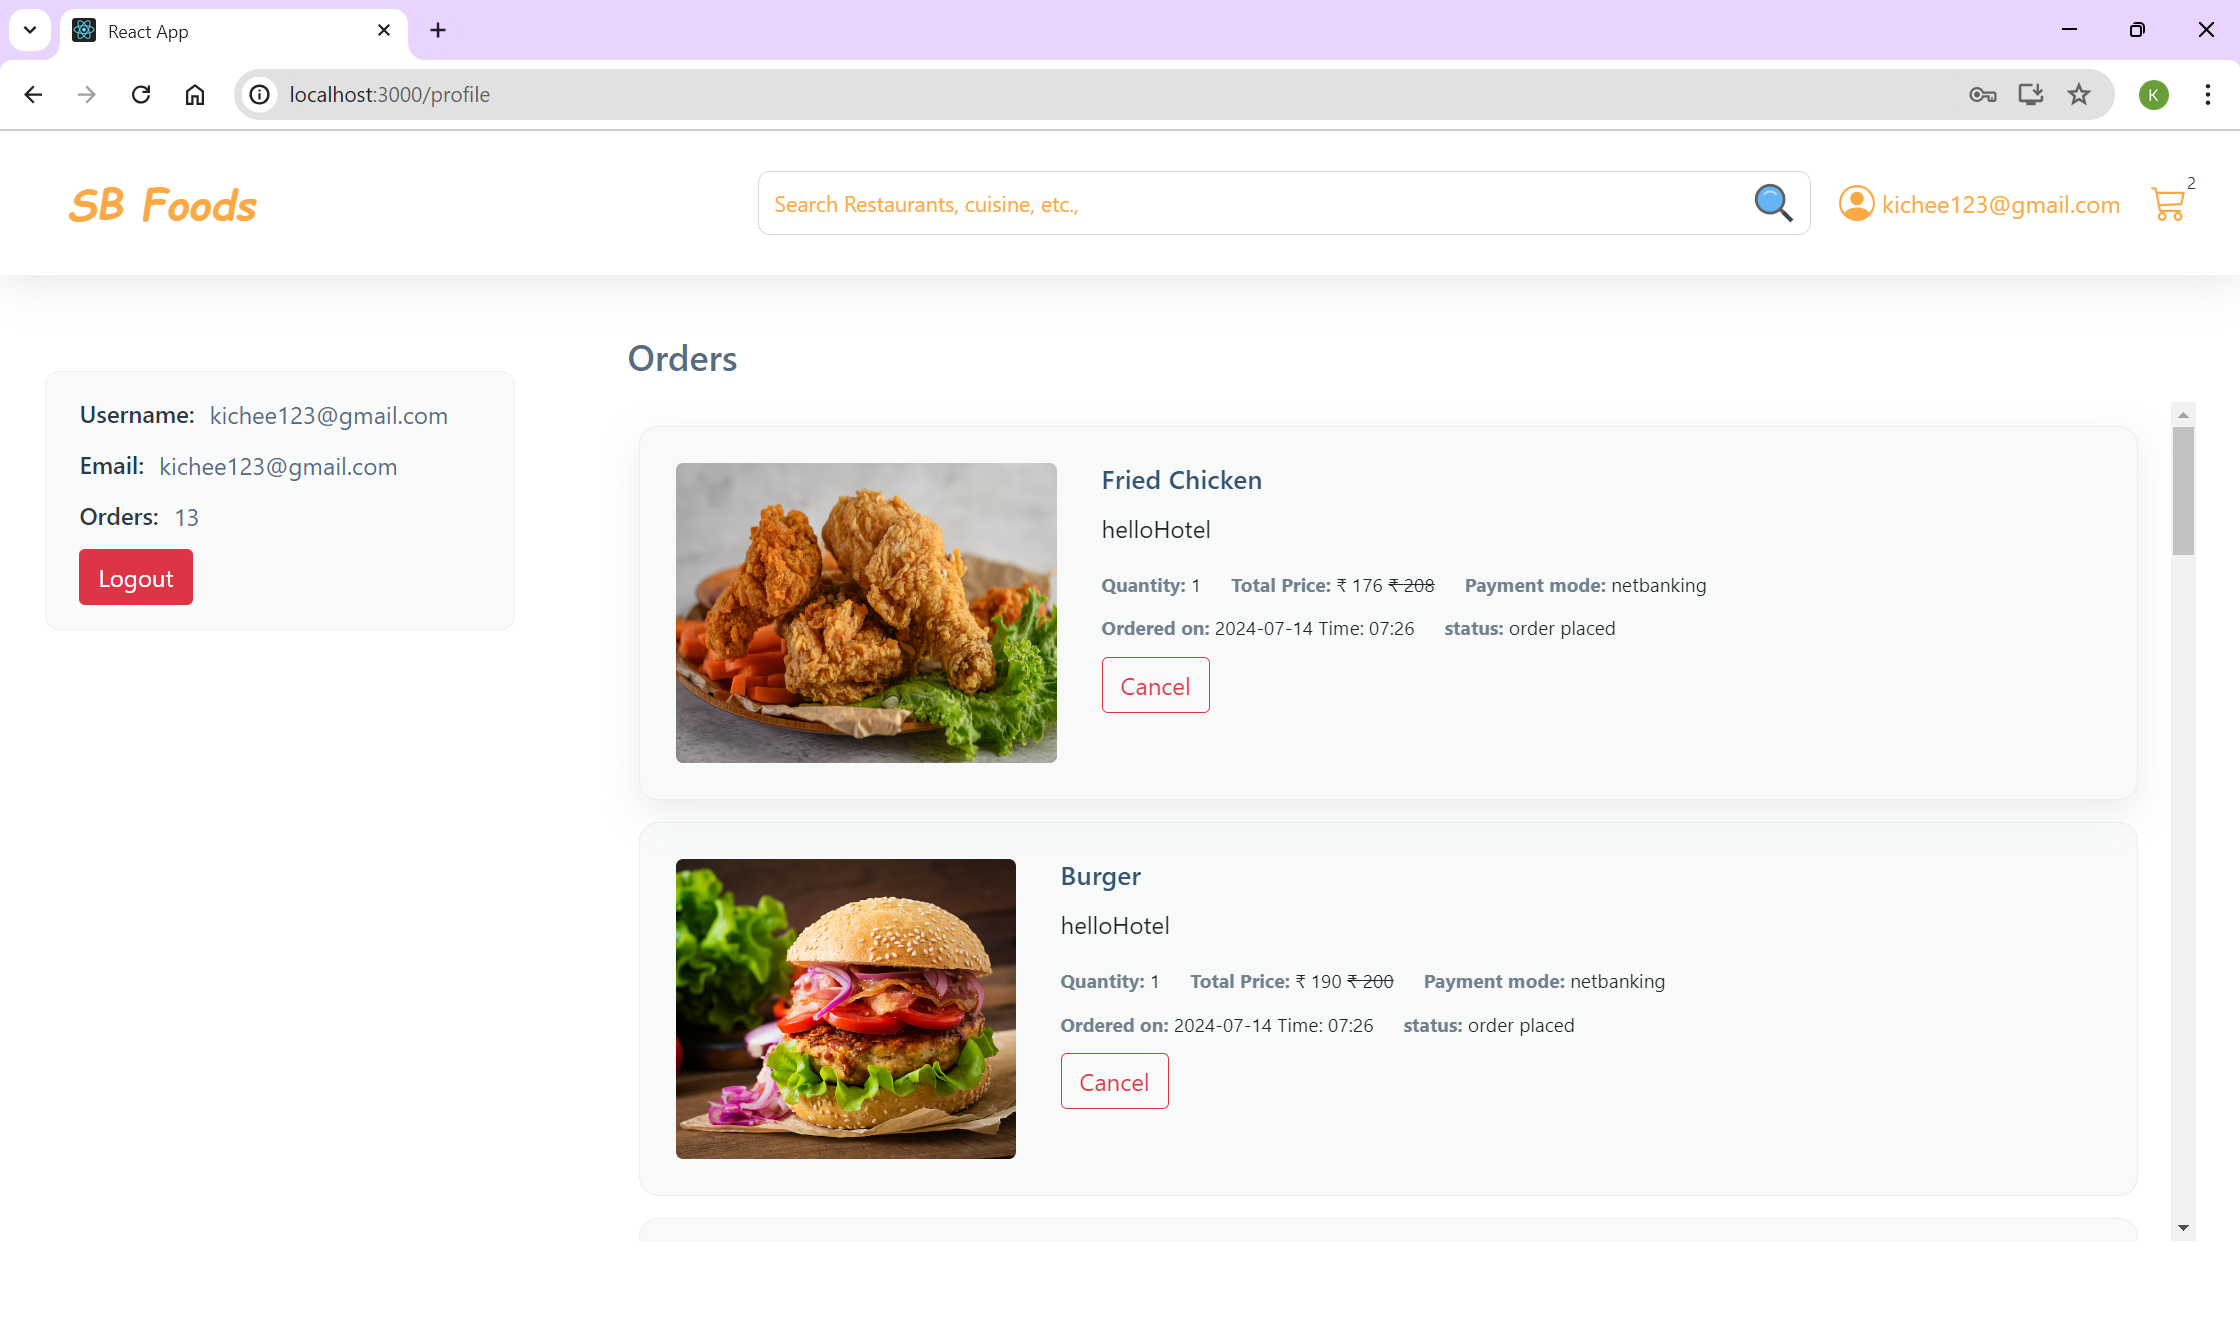 React App
localhost:3000/profile
K
SB Foods
Search Restaurants, cuisine, etc.,
kichee123@gmail.com
2
Username: kichee123@gmail.com
Email: kichee123@gmail.com
Orders: 13
Logout
Orders
Fried Chicken
helloHotel
Quantity: 1 Total Price: ₹ 176 ₹ 208 Payment mode: netbanking
Ordered on: 2024-07-14 Time: 07:26 status: order placed
Cancel
Burger
helloHotel
Quantity: 1 Total Price: ₹ 190 ₹ 200 Payment mode: netbanking
Ordered on: 2024-07-14 Time: 07:26 status: order placed
Cancel